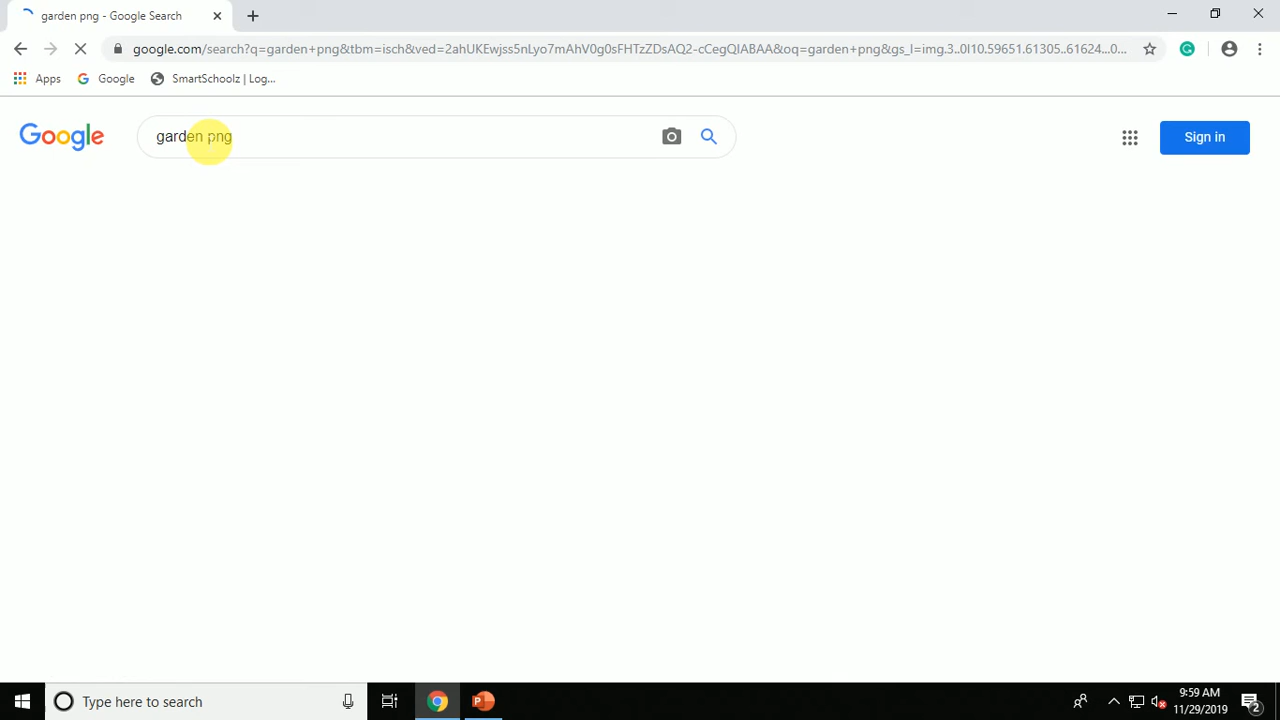 garden png - Google Search
google.com/search?q=garden+png&tbm=isch&ved=2ahUKEwjss5nLyo7mAhV0g0sFHTzZDsAQ2-cCegQIABAA&oq=garden+png&gs_l=img.3..0l10.59651.61305..61624...0...
Apps Google SmartSchoolz | Log...
Google garden png Sign in
Type here to search
9:59 AM
11/29/2019
2